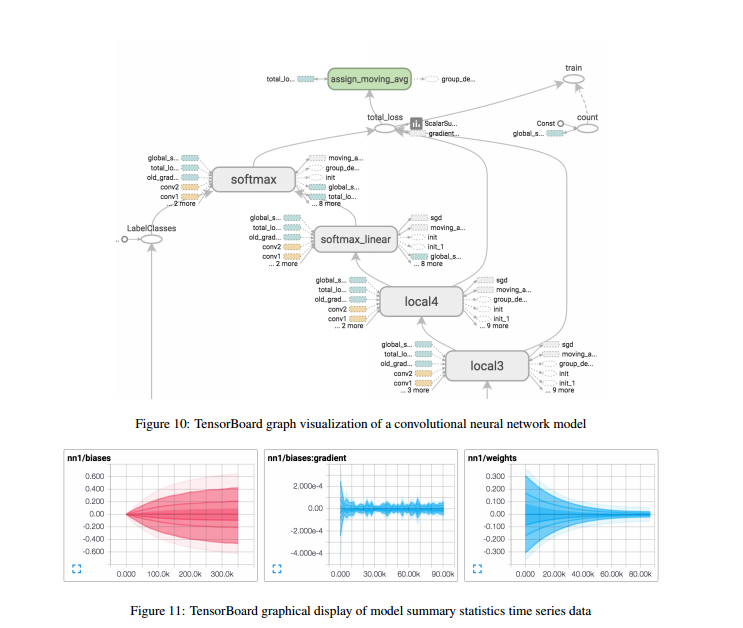 train
total_lo... assign_moving_avg group_de...
total_loss ScalarSu... Const count
gradient... global_s...
global_s... moving_a...
total_lo... group_de...
old_grad... softmax init
conv2 global_s...
conv1 total_lo...
... 2 more ... 8 more
LabelClasses
global_s... sgd
total_lo... moving_a...
old_grad... softmax_linear init
conv2 init_1
conv1 global_s...
... 2 more ... 8 more
global_s... sgd
total_lo... moving_a...
old_grad... local4 group_de...
conv2 init
conv1 init_1
... 2 more ... 9 more
global_s... sgd
total_lo... moving_a...
old_grad... local3 group_de...
conv2 init
conv1 init_1
... 3 more ... 9 more
Figure 10: TensorBoard graph visualization of a convolutional neural network model
nn1/biases
0.600
0.400
0.200
0.00
-0.200
-0.400
-0.600
0.000 100.0k 200.0k 300.0k
nn1/biases:gradient
2.000e-4
0.00
-2.000e-4
-4.000e-4
0.000 30.00k 60.00k 90.00k
nn1/weights
0.300
0.200
0.100
0.00
-0.100
-0.200
-0.300
0.000 20.00k 40.00k 60.00k 80.00k
Figure 11: TensorBoard graphical display of model summary statistics time series data